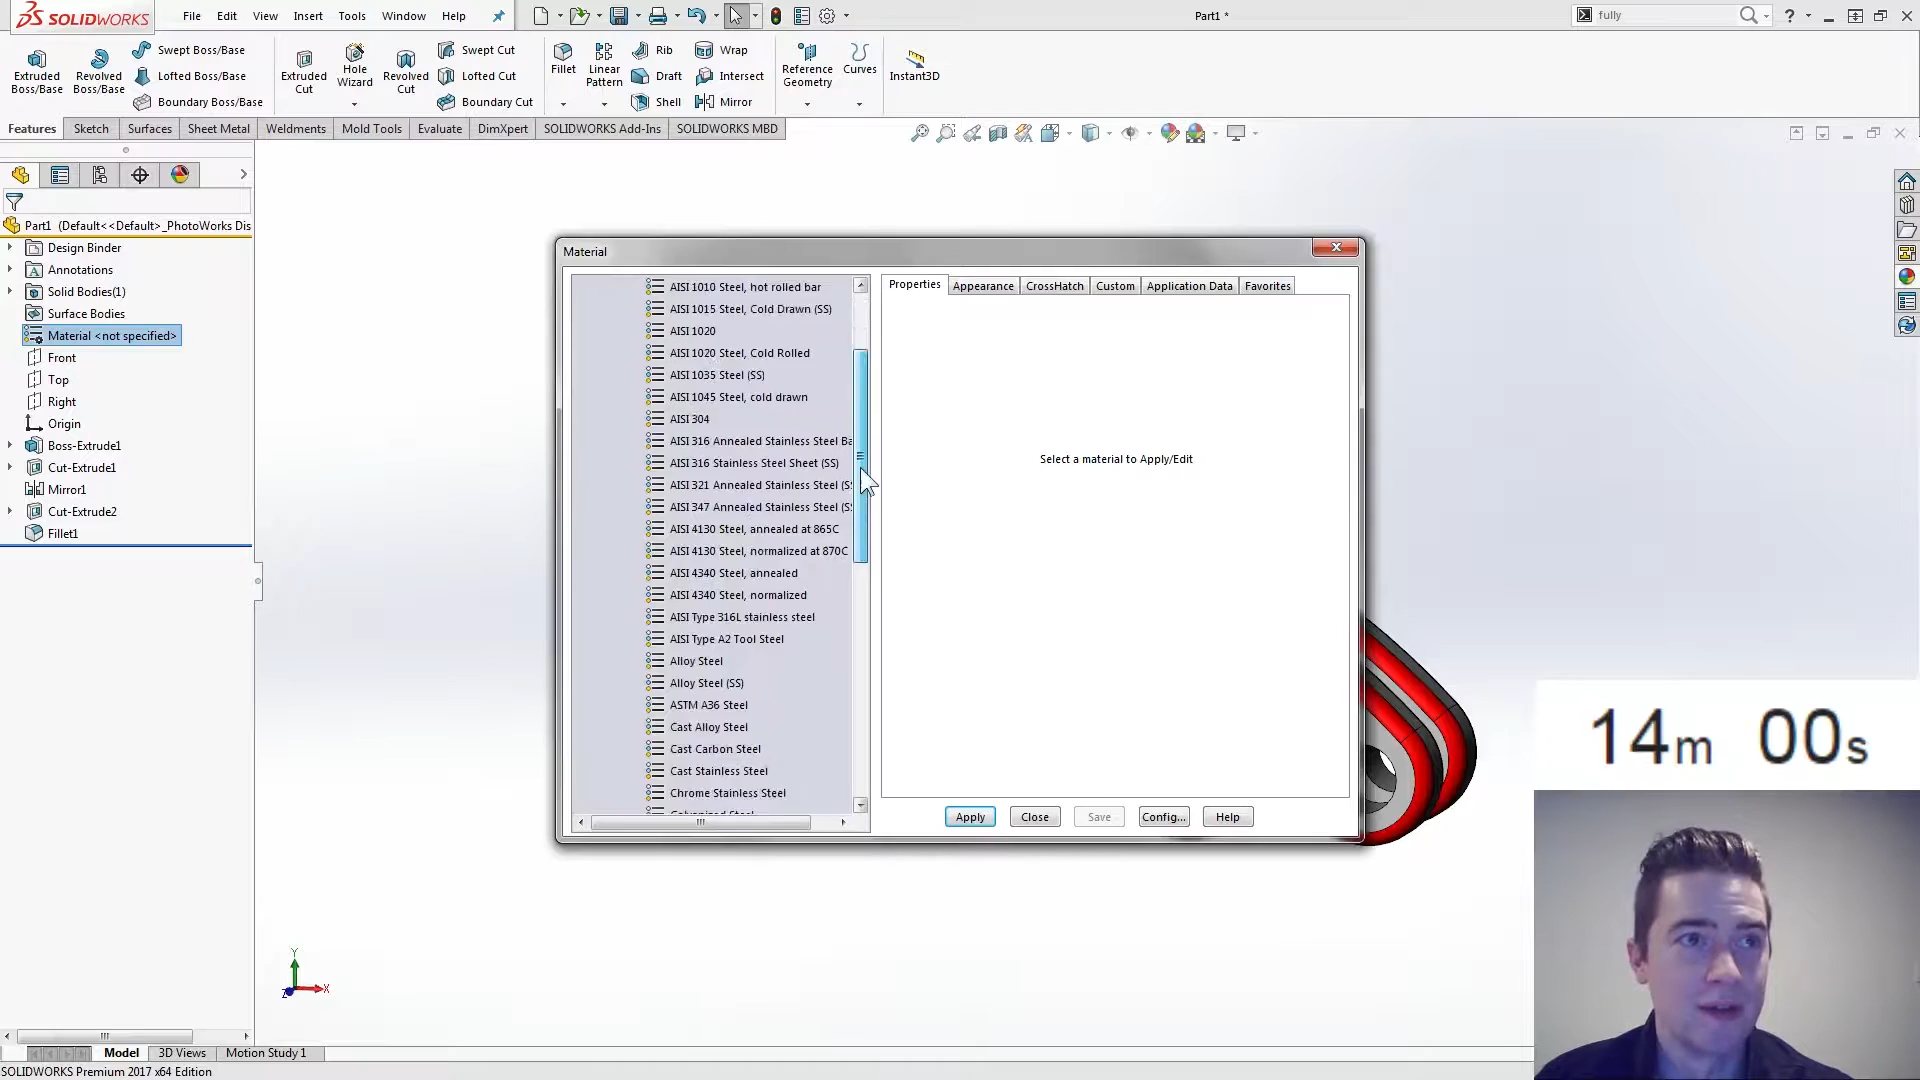 SOLIDWORKS
File Edit View Insert Tools Window Help
Part1 *
fully
Extruded Boss/Base
Revolved Boss/Base
Swept Boss/Base
Lofted Boss/Base
Boundary Boss/Base
Extruded Cut
Hole Wizard
Revolved Cut
Swept Cut
Lofted Cut
Boundary Cut
Fillet
Linear Pattern
Rib
Draft
Shell
Wrap
Intersect
Mirror
Reference Geometry
Curves
Instant3D
Features Sketch Surfaces Sheet Metal Weldments Mold Tools Evaluate DimXpert SOLIDWORKS Add-Ins SOLIDWORKS MBD
Part1 (Default<<Default>_PhotoWorks Dis
Design Binder
Annotations
Solid Bodies(1)
Surface Bodies
Material <not specified>
Front
Top
Right
Origin
Boss-Extrude1
Cut-Extrude1
Mirror1
Cut-Extrude2
Fillet1
Material
AISI 1010 Steel, hot rolled bar
AISI 1015 Steel, Cold Drawn (SS)
AISI 1020
AISI 1020 Steel, Cold Rolled
AISI 1035 Steel (SS)
AISI 1045 Steel, cold drawn
AISI 304
AISI 316 Annealed Stainless Steel Ba
AISI 316 Stainless Steel Sheet (SS)
AISI 321 Annealed Stainless Steel (S
AISI 347 Annealed Stainless Steel (S
AISI 4130 Steel, annealed at 865C
AISI 4130 Steel, normalized at 870C
AISI 4340 Steel, annealed
AISI 4340 Steel, normalized
AISI Type 316L stainless steel
AISI Type A2 Tool Steel
Alloy Steel
Alloy Steel (SS)
ASTM A36 Steel
Cast Alloy Steel
Cast Carbon Steel
Cast Stainless Steel
Chrome Stainless Steel
Properties Appearance CrossHatch Custom Application Data Favorites
Select a material to Apply/Edit
Apply Close Save Config... Help
14m 00s
Y
X
Z
Model 3D Views Motion Study 1
SOLIDWORKS Premium 2017 x64 Edition